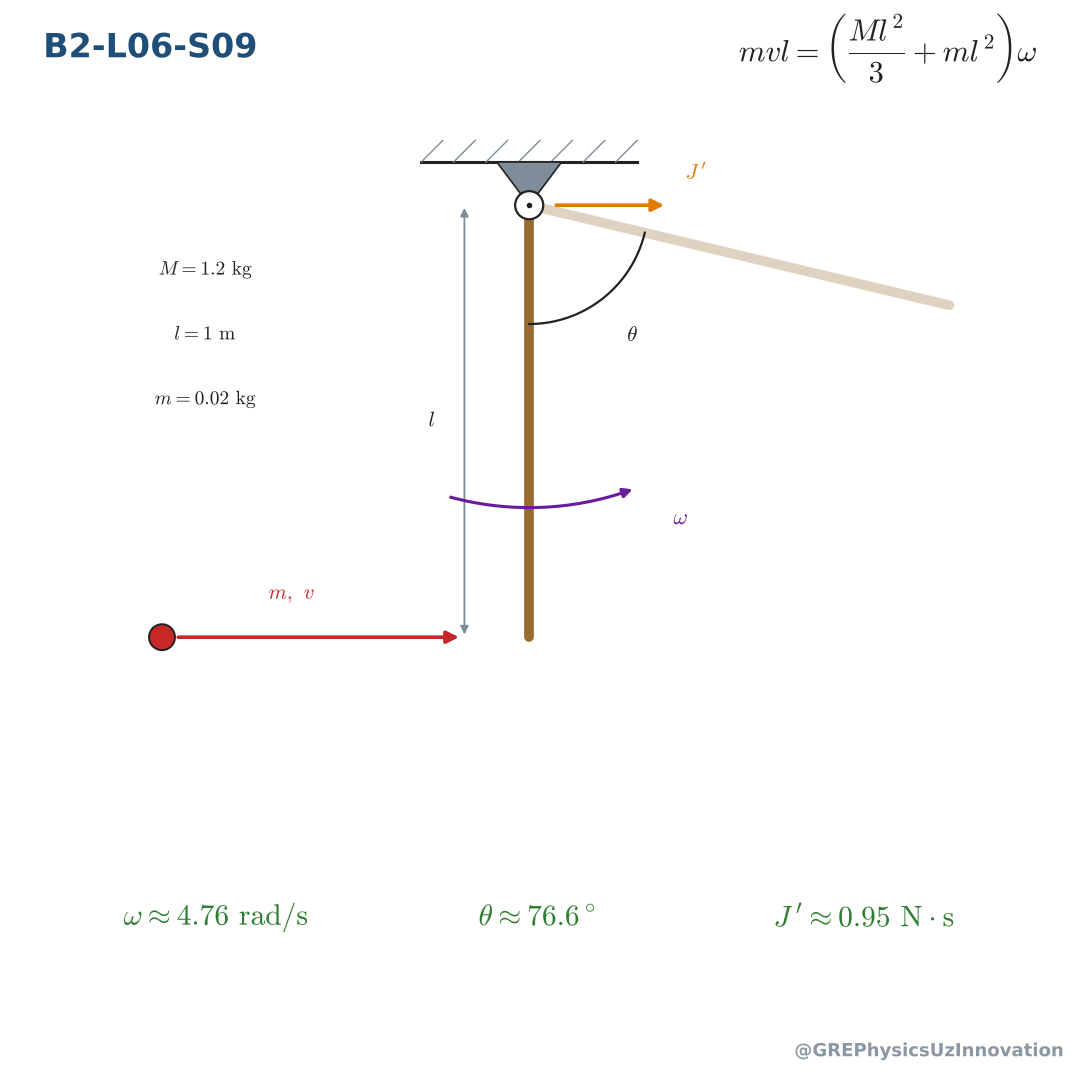 B2-L06-S09
mvl = (Ml²/3 + ml²)ω
J′
M = 1.2 kg
l = 1 m
θ
m = 0.02 kg
l
ω
m, v
ω ≈ 4.76 rad/s
θ ≈ 76.6°
J′ ≈ 0.95 N · s
@GREPhysicsUzInnovation